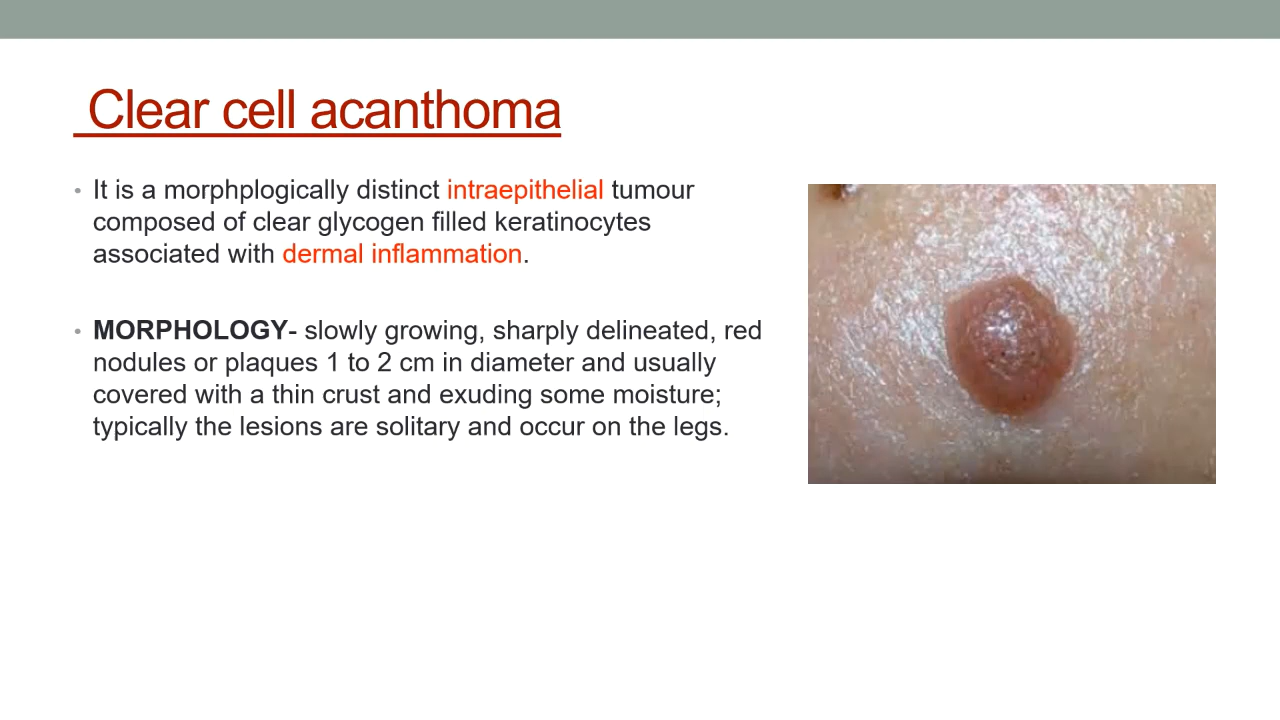 Clear cell acanthoma
• It is a morphplogically distinct intraepithelial tumour
composed of clear glycogen filled keratinocytes
associated with dermal inflammation.
• MORPHOLOGY- slowly growing, sharply delineated, red
nodules or plaques 1 to 2 cm in diameter and usually
covered with a thin crust and exuding some moisture;
typically the lesions are solitary and occur on the legs.